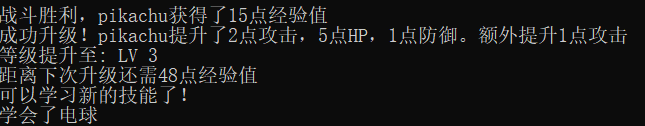 战斗胜利，pikachu获得了15点经验值
成功升级！pikachu提升了2点攻击，5点HP，1点防御。额外提升1点攻击
等级提升至: LV 3
距离下次升级还需48点经验值
可以学习新的技能了！
学会了电球